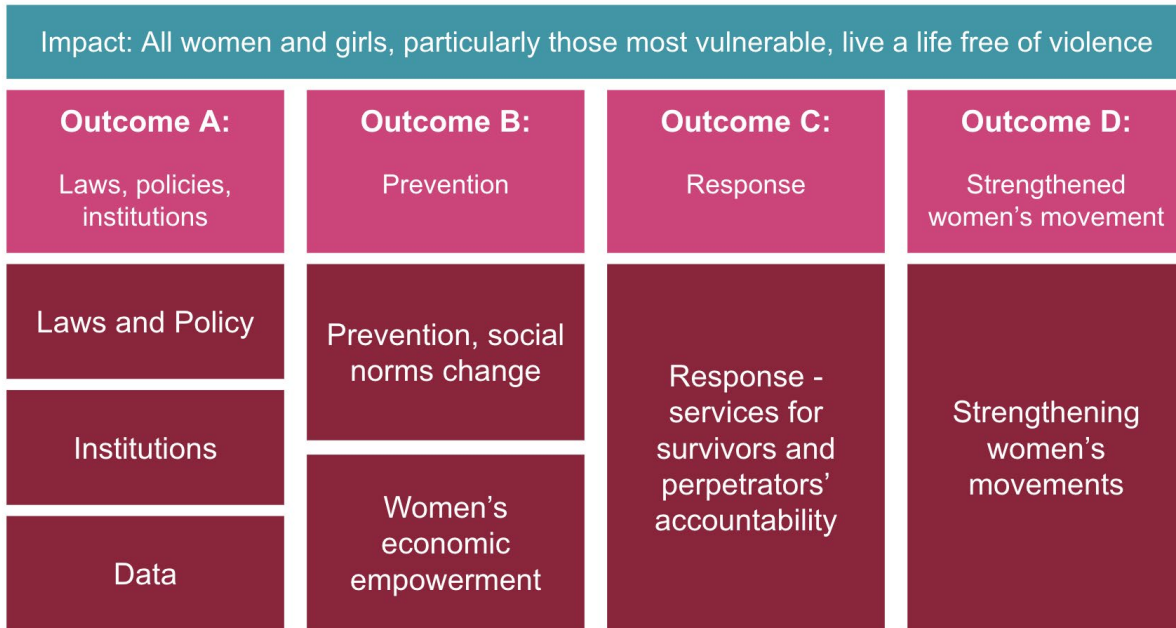 Impact: All women and girls, particularly those most vulnerable, live a life free of violence
Outcome A:
Laws, policies,
institutions
Outcome B:
Prevention
Outcome C:
Response
Outcome D:
Strengthened
women's movement
Laws and Policy
Institutions
Data
Prevention, social
norms change
Women's
economic
empowerment
Response -
services for
survivors and
perpetrators'
accountability
Strengthening
women's
movements